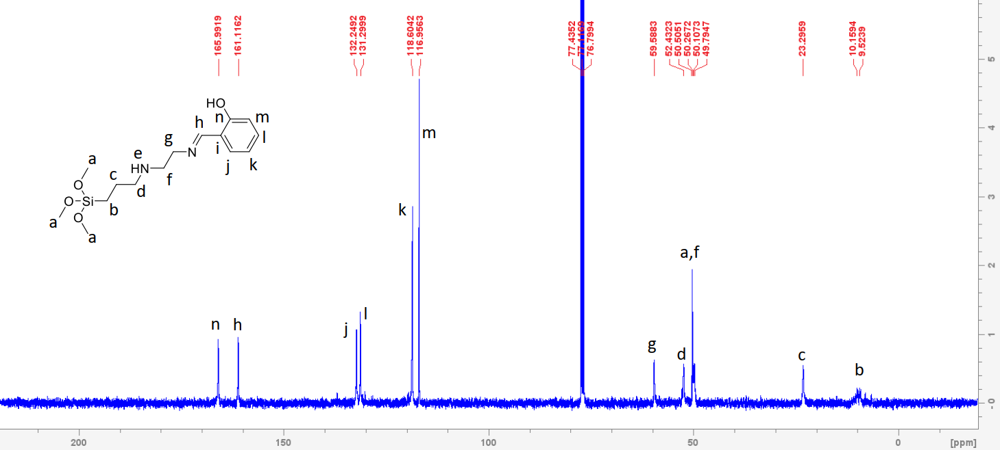 165.9919
161.1162
132.2492
131.2999
118.6042
116.9563
77.4352
76.7994
59.5883
52.4323
50.5051
50.2672
50.1073
49.7947
23.2959
10.1594
9.5239
5
4
3
2
1
0
HO
n
m
h
l
g
i
N
e
j
k
HN
a
c
f
d
O
O
Si
b
a
O
a
m
k
a,f
n
h
j
l
g
d
c
b
200
150
100
50
0
[ppm]